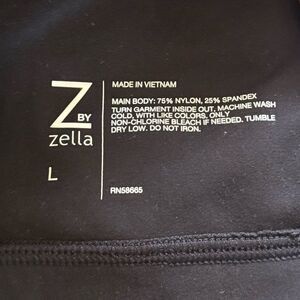 Z
BY
zella
L
MADE IN VIETNAM
MAIN BODY: 75% NYLON, 25% SPANDEX
TURN GARMENT INSIDE OUT, MACHINE WASH
COLD, WITH LIKE COLORS. ONLY
NON-CHLORINE BLEACH IF NEEDED. TUMBLE
DRY LOW. DO NOT IRON.
RN58665